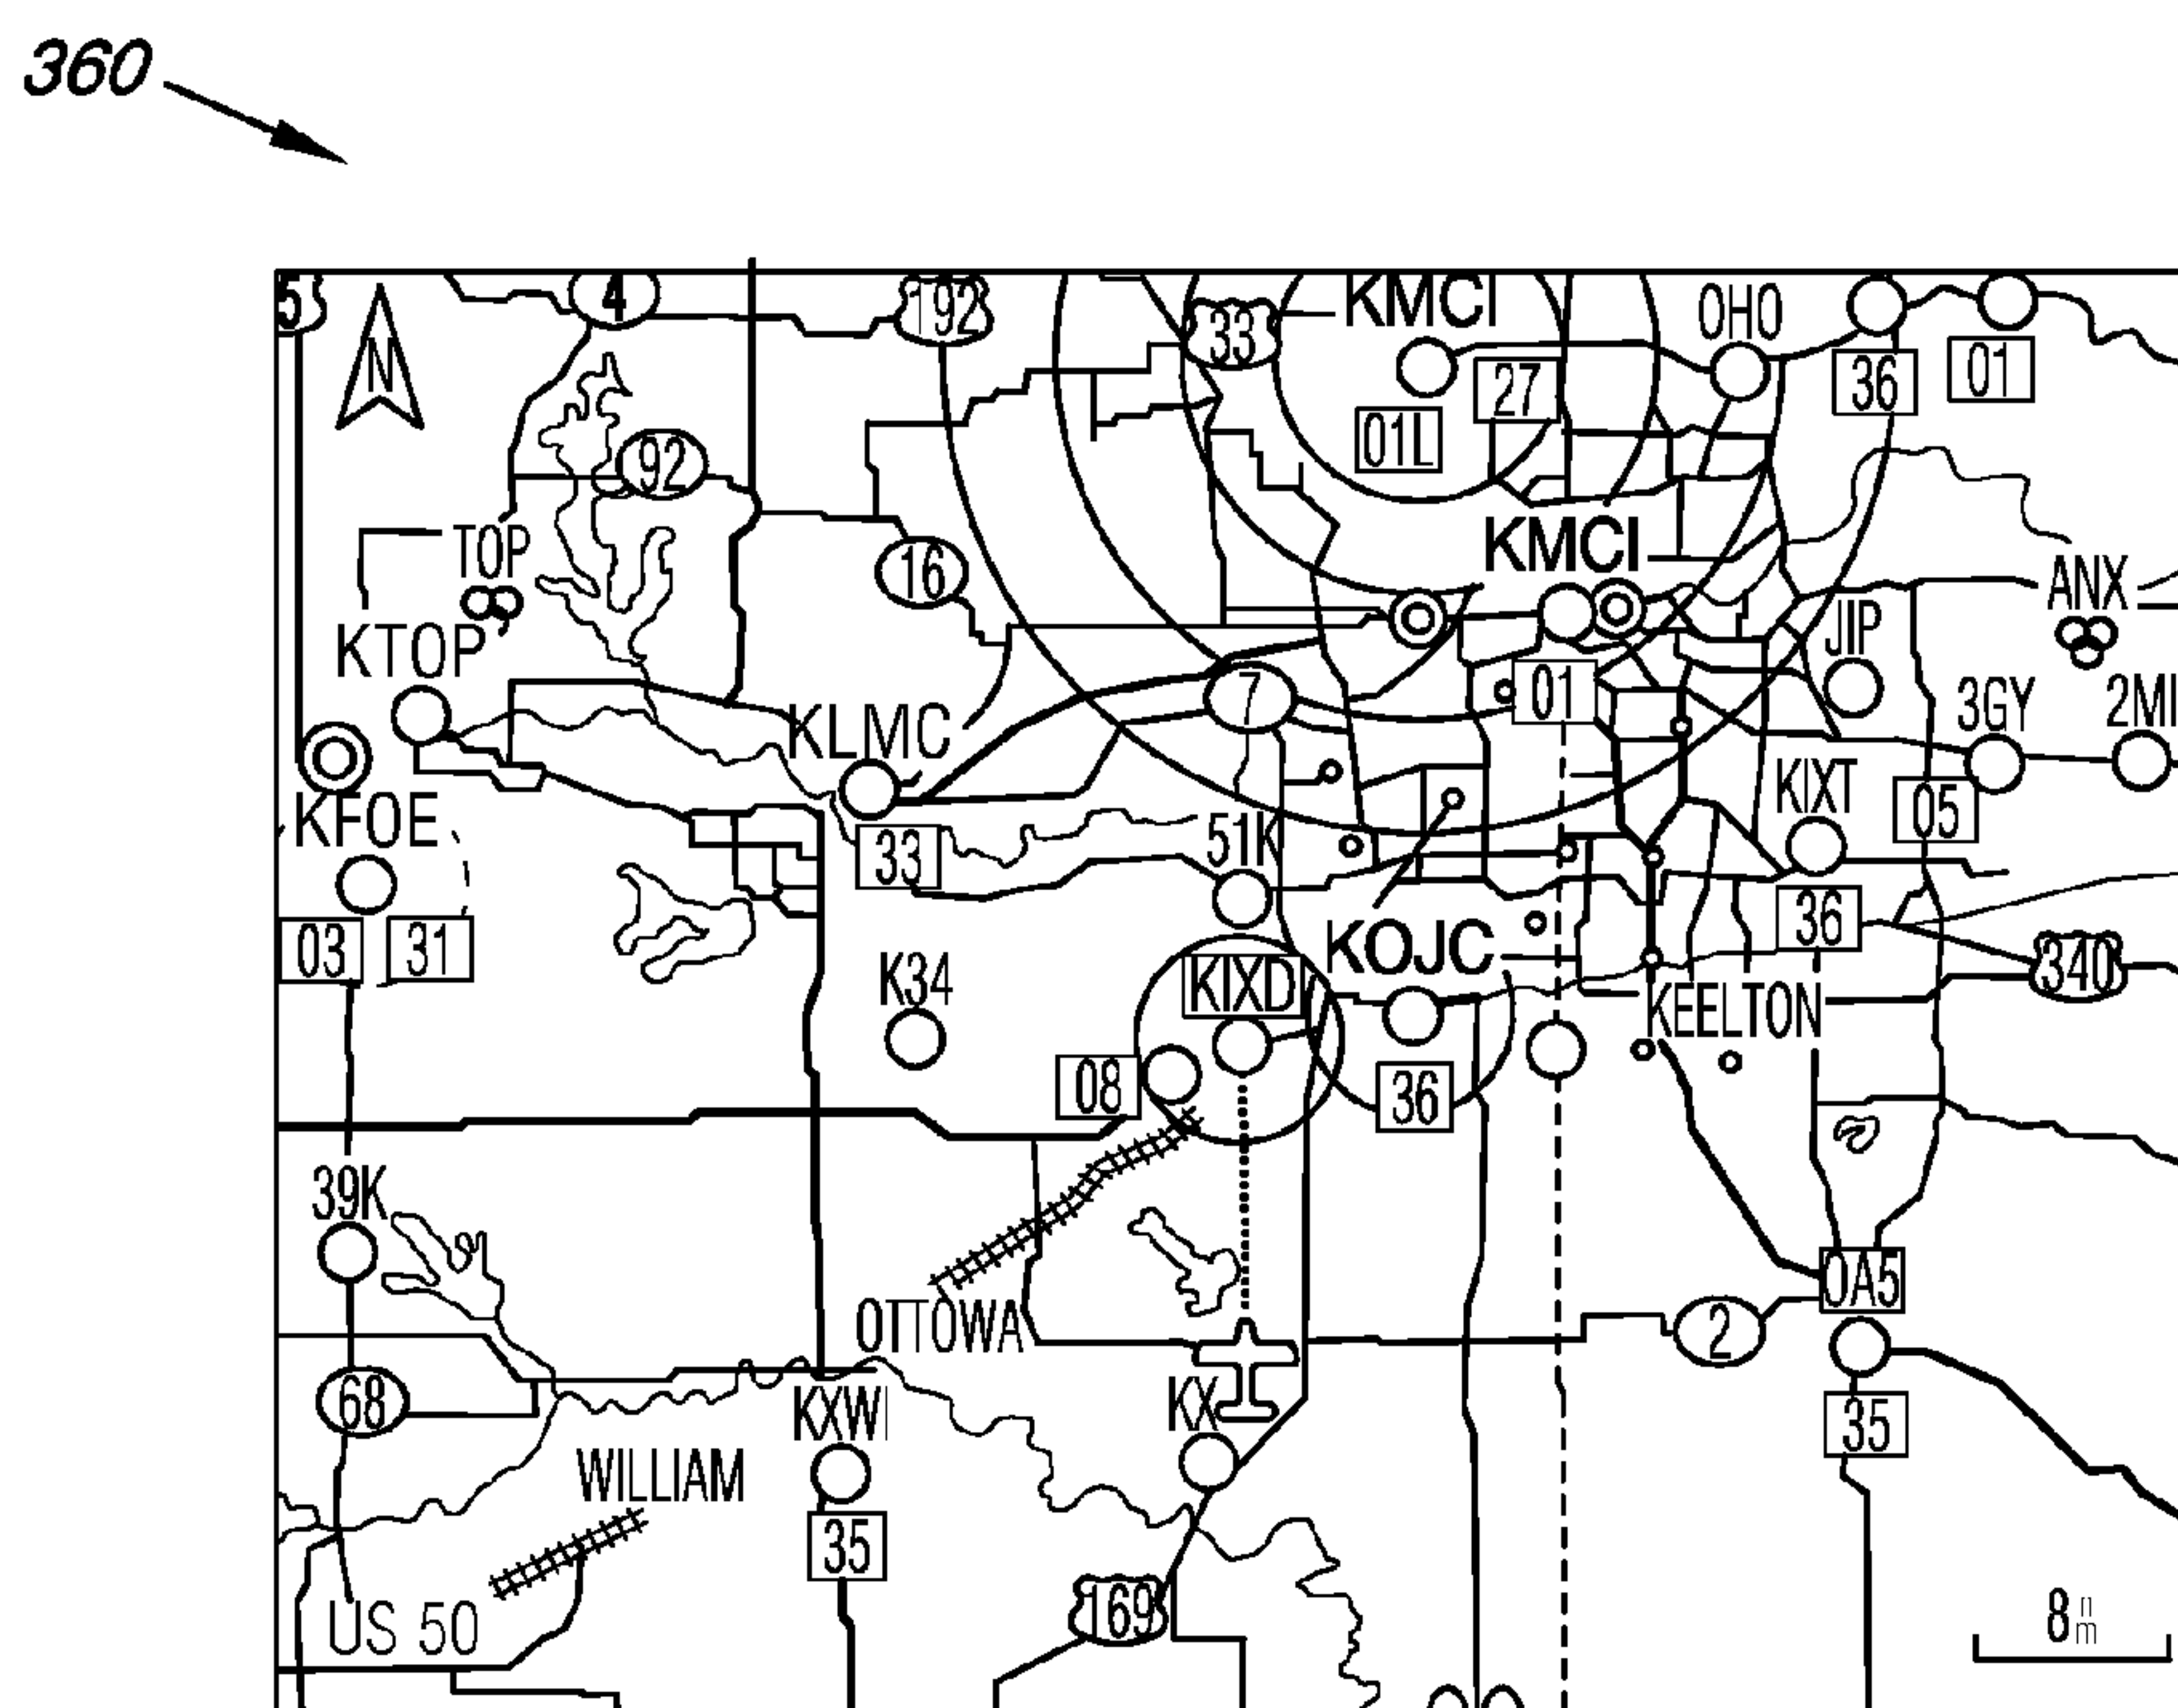 360
4
192
33
KMCI
OHO
N
27
36
01
01L
92
TOP
KMCI
16
ANX
JIP
KTOP
7
01
3GY
KLMC
KIXT
KFOE
05
51K
33
36
03
31
KOJC
K34
KIXD
340
KEELTON
08
36
39K
OA5
OTTOWA
2
68
KXWI
KX
35
WILLIAM
35
169
US 50
8 nm